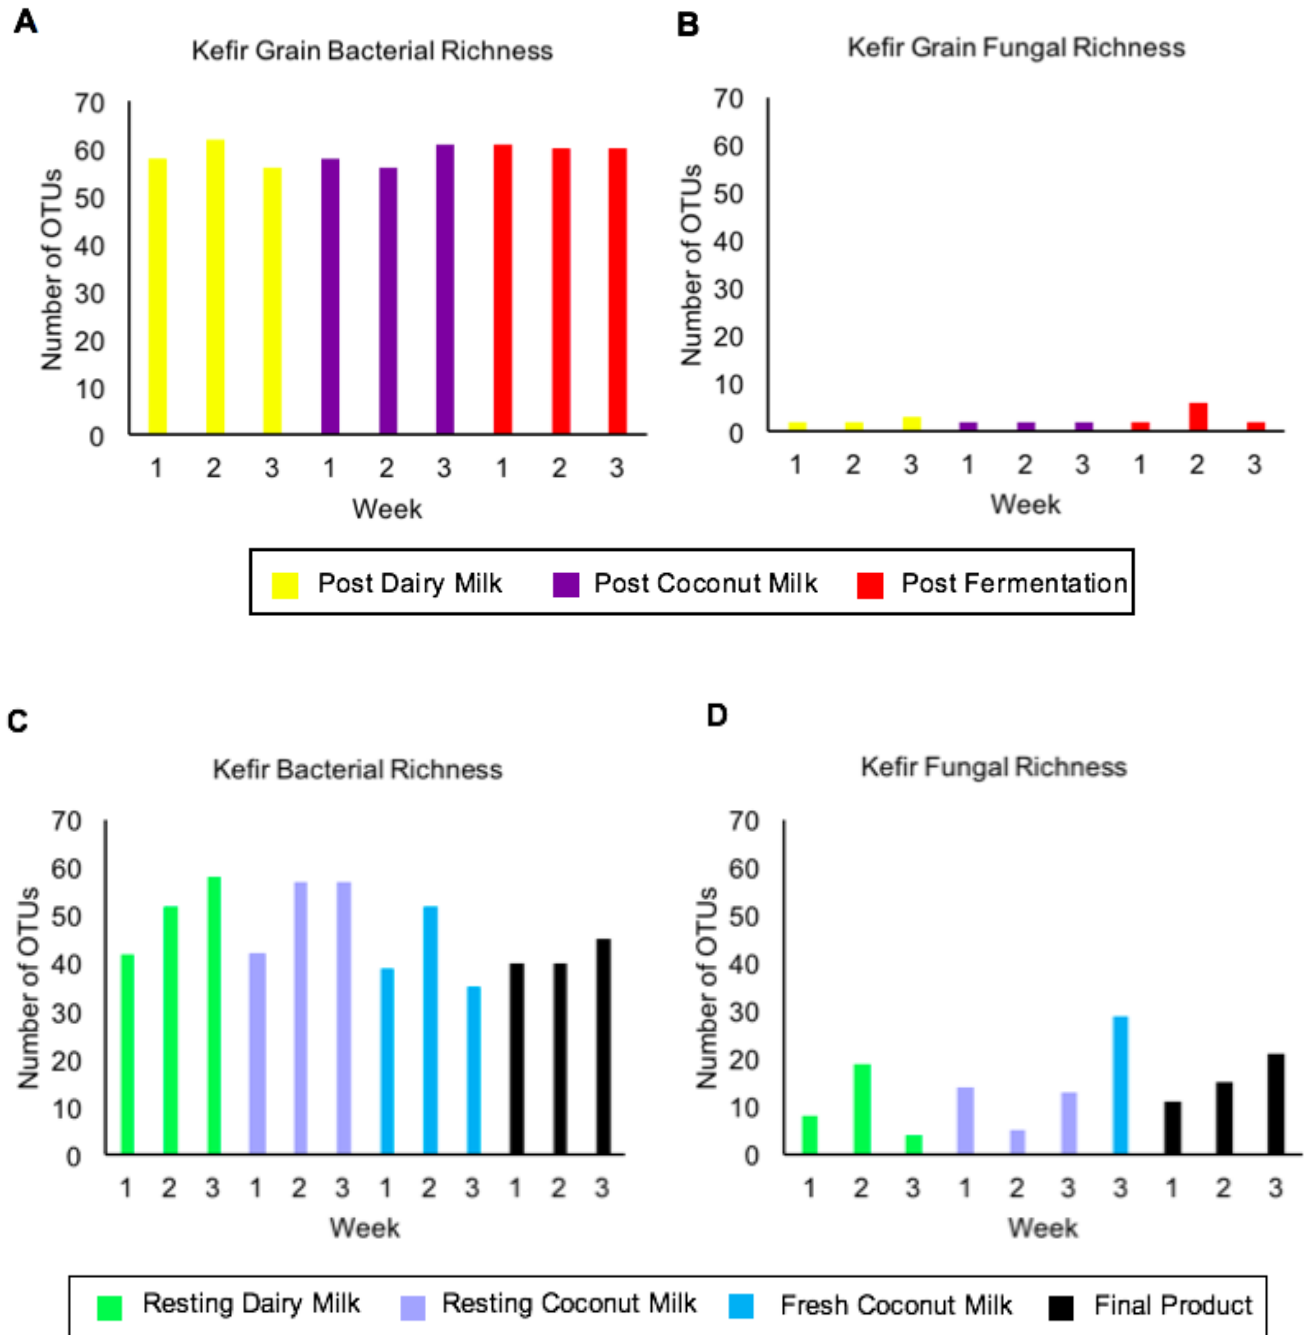 A
Kefir Grain Bacterial Richness
Number of OTUs
70
60
50
40
30
20
10
0
1 2 3 1 2 3 1 2 3
Week
B
Kefir Grain Fungal Richness
Number of OTUs
70
60
50
40
30
20
10
0
1 2 3 1 2 3 1 2 3
Week
Post Dairy Milk Post Coconut Milk Post Fermentation
C
Kefir Bacterial Richness
Number of OTUs
70
60
50
40
30
20
10
0
1 2 3 1 2 3 1 2 3 1 2 3
Week
D
Kefir Fungal Richness
Number of OTUs
70
60
50
40
30
20
10
0
1 2 3 1 2 3 3 1 2 3
Week
Resting Dairy Milk Resting Coconut Milk Fresh Coconut Milk Final Product